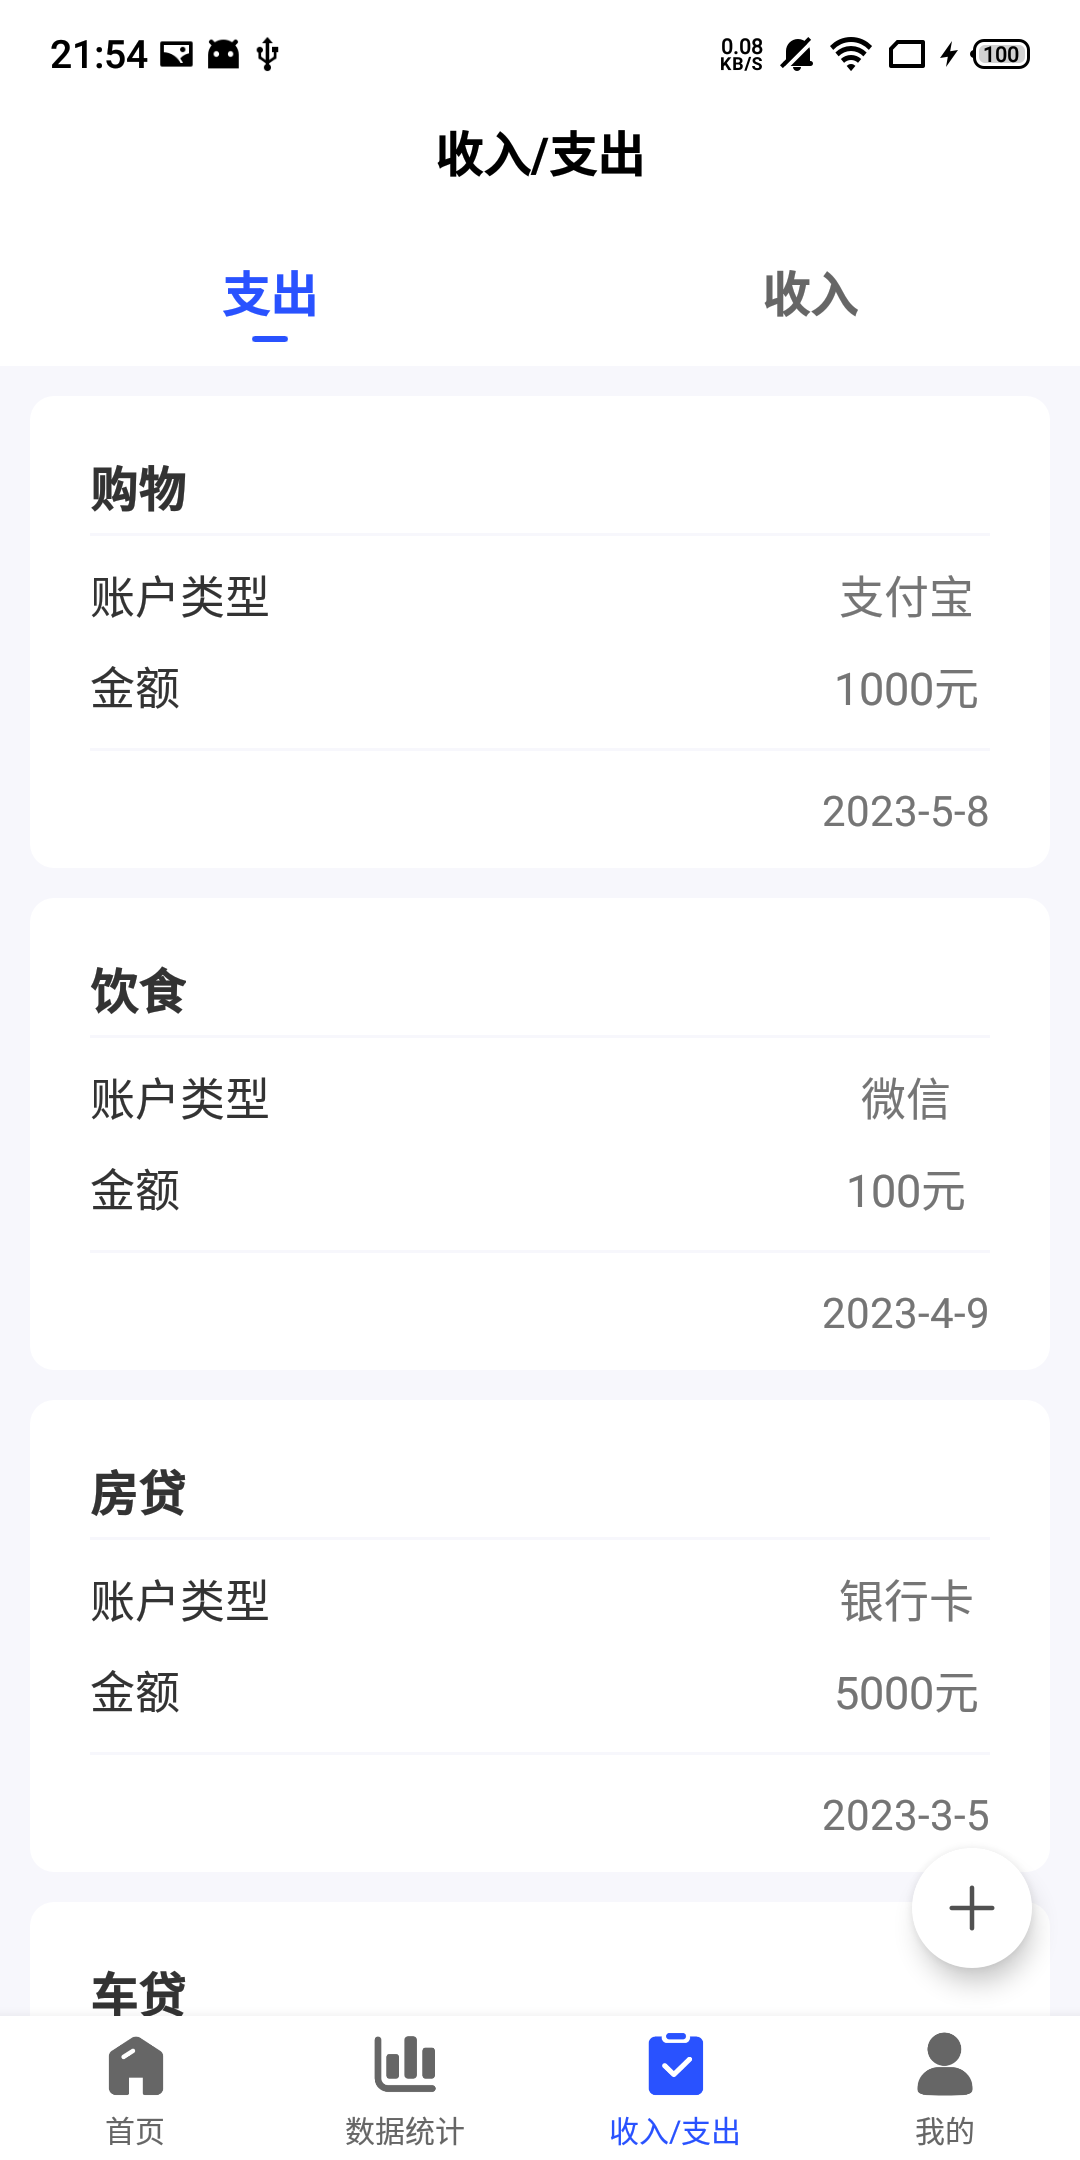 21:54
0.08
KB/S
100
收入/支出
支出
收入
购物
账户类型
支付宝
金额
1000元
2023-5-8
饮食
账户类型
微信
金额
100元
2023-4-9
房贷
账户类型
银行卡
金额
5000元
2023-3-5
车贷
首页
数据统计
收入/支出
我的